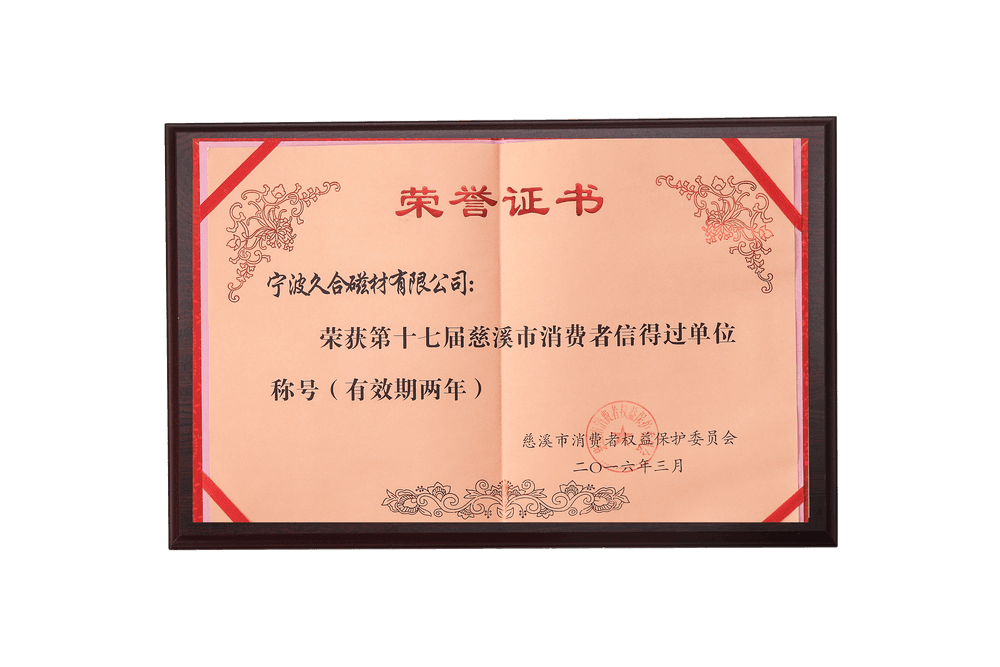 荣誉证书
宁波久合磁材有限公司:
荣获第十七届慈溪市消费者信得过单位
称号（有效期两年）
慈溪市消费者权益保护委员会
二〇一六年三月